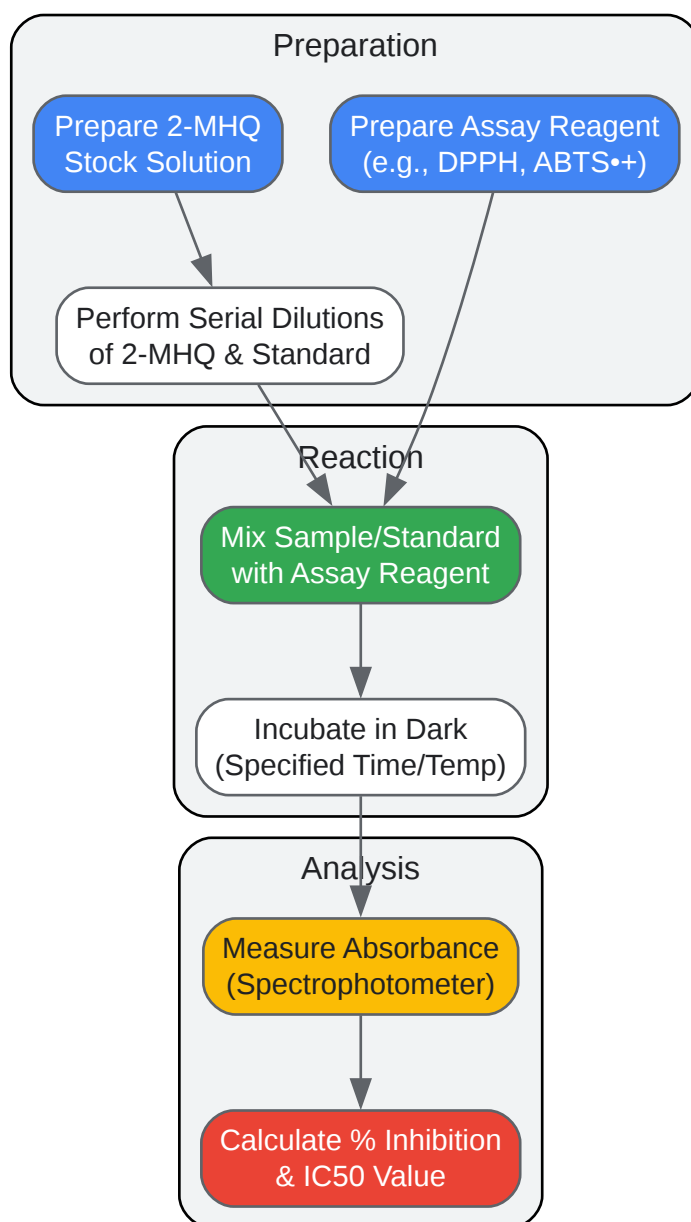 Preparation
Prepare 2-MHQ
Stock Solution
Prepare Assay Reagent
(e.g., DPPH, ABTS•+)
Perform Serial Dilutions
of 2-MHQ & Standard
Reaction
Mix Sample/Standard
with Assay Reagent
Incubate in Dark
(Specified Time/Temp)
Analysis
Measure Absorbance
(Spectrophotometer)
Calculate % Inhibition
& IC50 Value